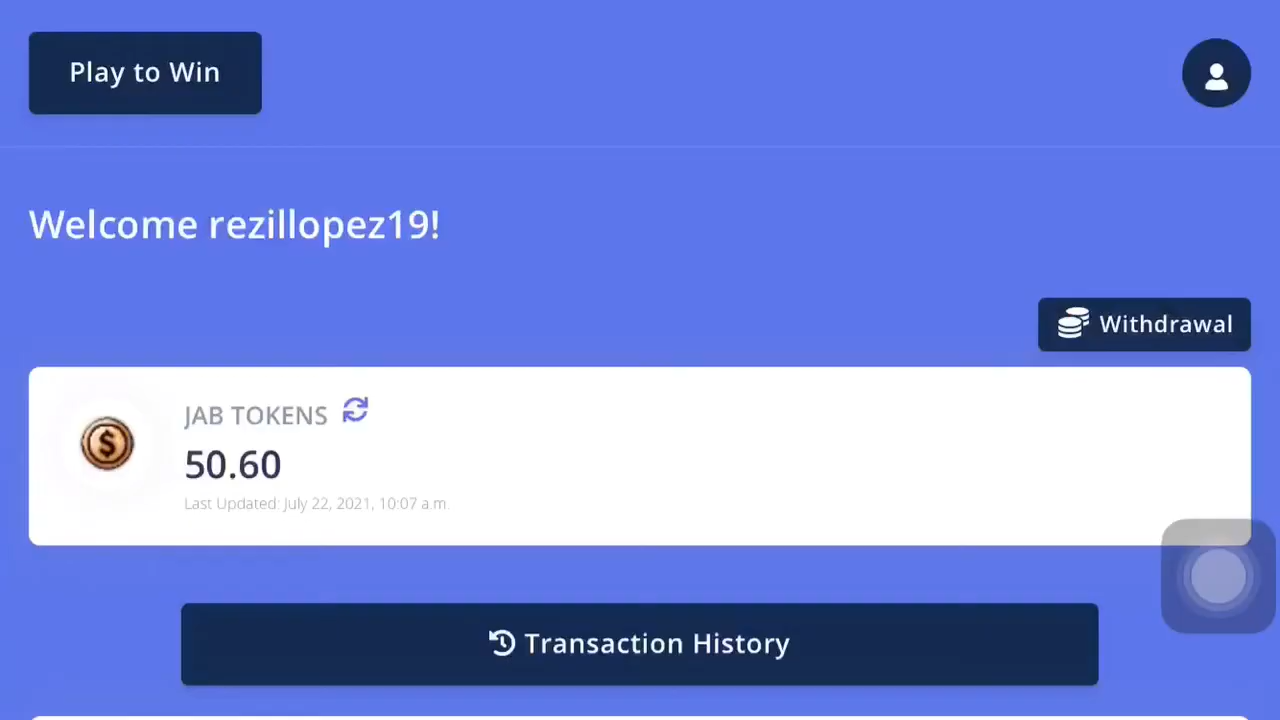 Play to Win
Welcome rezillopez19!
Withdrawal
JAB TOKENS
50.60
Last Updated: July 22, 2021, 10:07 a.m.
Transaction History